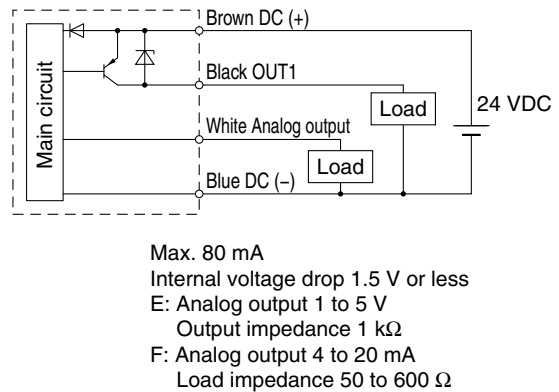 Brown DC (+)
Main circuit
Black OUT1
24 VDC
Load
White Analog output
Load
Blue DC (−)
Max. 80 mA
Internal voltage drop 1.5 V or less
E: Analog output 1 to 5 V
Output impedance 1 kΩ
F: Analog output 4 to 20 mA
Load impedance 50 to 600 Ω